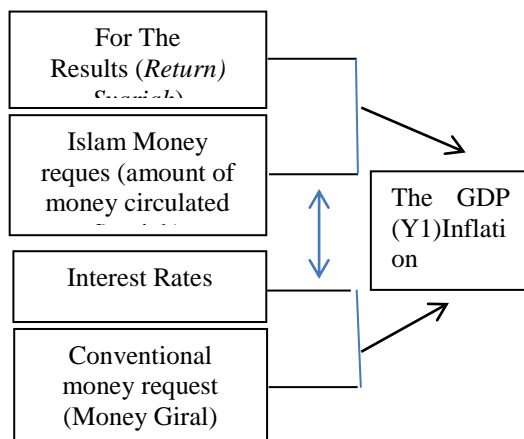 For The
Results (Return)
Islam Money
reques (amount of
money circulated
Interest Rates
Conventional
money request
(Money Giral)
The GDP
(Y1)Inflati
on